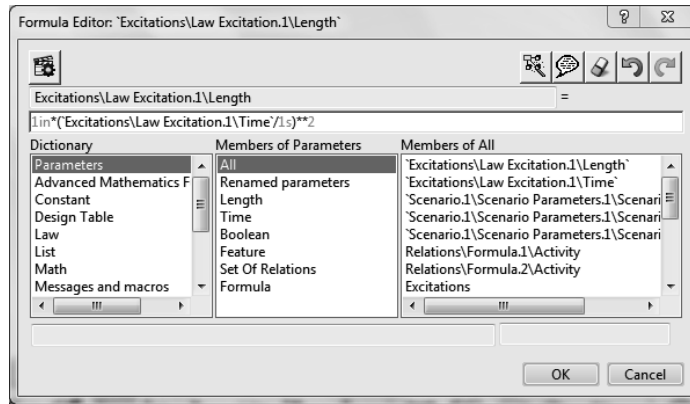 Formula Editor: `Excitations\Law Excitation.1\Length`
Excitations\Law Excitation.1\Length` =
1in*(`Excitations\Law Excitation.1\Time`/1s)**2
Dictionary Members of Parameters Members of All
Parameters All `Excitations\Law Excitation.1\Length`
Advanced Mathematics F Renamed parameters `Excitations\Law Excitation.1\Time`
Constant Length `Scenario.1\Scenario Parameters.1\Scenari
Design Table Time `Scenario.1\Scenario Parameters.1\Scenari
Law Boolean `Scenario.1\Scenario Parameters.1\Scenari
List Feature Relations\Formula.1\Activity
Math Set Of Relations Relations\Formula.2\Activity
Messages and macros Formula Excitations
OK Cancel